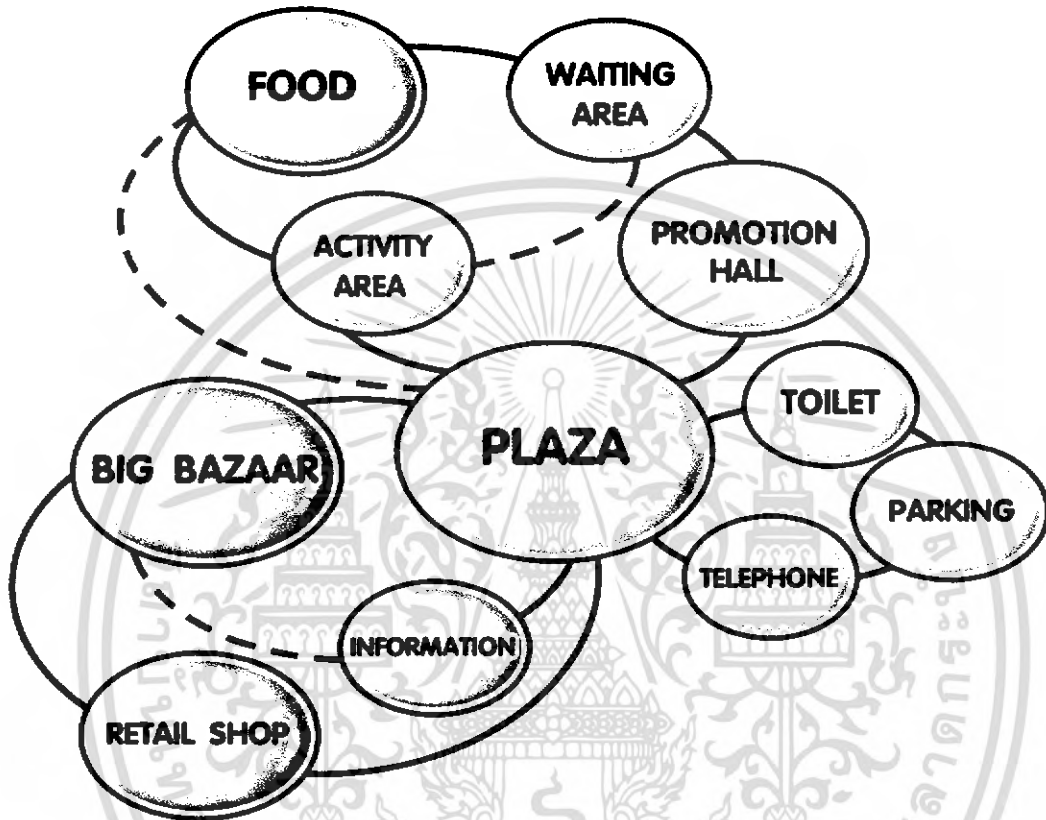 FOOD
WAITING
AREA
ACTIVITY
AREA
PROMOTION
HALL
PLAZA
TOILET
BIG BAZAAR
PARKING
TELEPHONE
INFORMATION
RETAIL SHOP